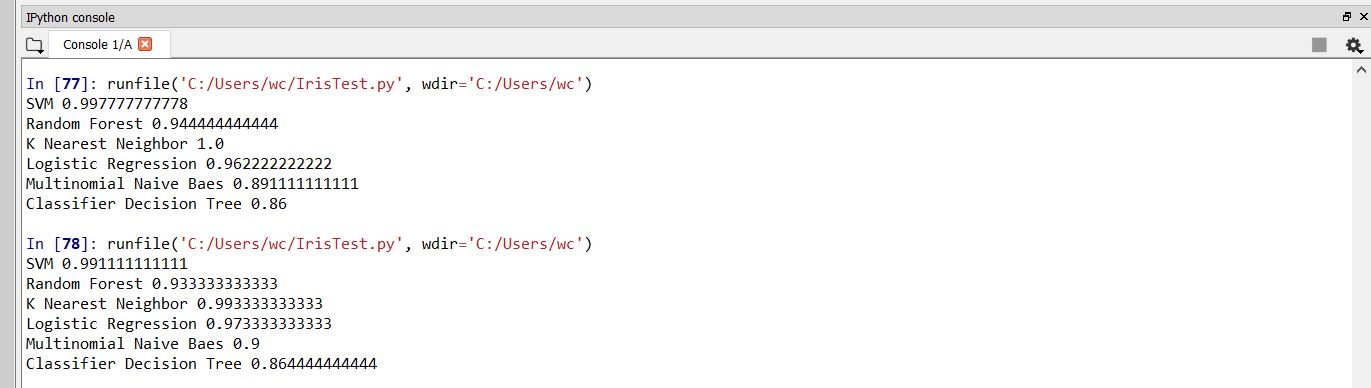 IPython console
Console 1/A
In [77]: runfile('C:/Users/wc/IrisTest.py', wdir='C:/Users/wc')
SVM 0.997777777778
Random Forest 0.944444444444
K Nearest Neighbor 1.0
Logistic Regression 0.962222222222
Multinomial Naive Baes 0.891111111111
Classifier Decision Tree 0.86
In [78]: runfile('C:/Users/wc/IrisTest.py', wdir='C:/Users/wc')
SVM 0.991111111111
Random Forest 0.933333333333
K Nearest Neighbor 0.993333333333
Logistic Regression 0.973333333333
Multinomial Naive Baes 0.9
Classifier Decision Tree 0.864444444444